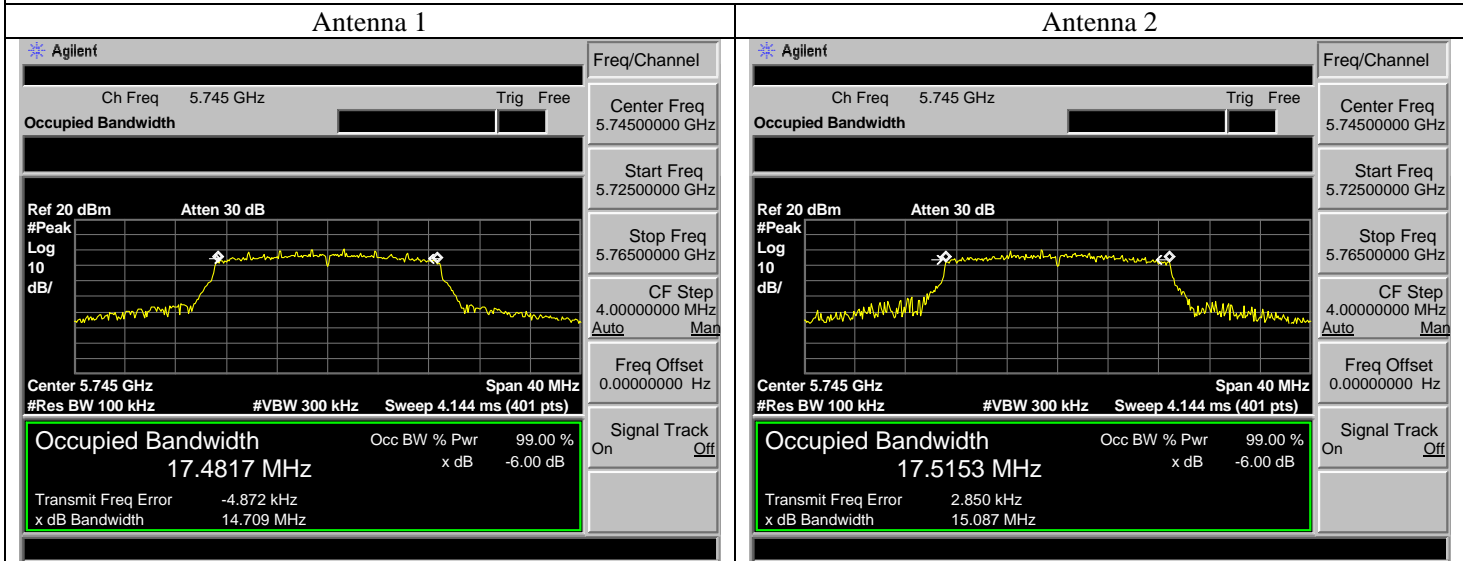 Antenna 1
Agilent
Freq/Channel
Ch Freq 5.745 GHz Trig Free
Occupied Bandwidth
Center Freq
5.74500000 GHz
Start Freq
5.72500000 GHz
Ref 20 dBm Atten 30 dB
#Peak
Log
10
dB/
Stop Freq
5.76500000 GHz
CF Step
4.00000000 MHz
Auto Man
Freq Offset
0.00000000 Hz
Center 5.745 GHz Span 40 MHz
#Res BW 100 kHz #VBW 300 kHz Sweep 4.144 ms (401 pts)
Signal Track
On Off
Occupied Bandwidth Occ BW % Pwr 99.00 %
17.4817 MHz x dB -6.00 dB
Transmit Freq Error -4.872 kHz
x dB Bandwidth 14.709 MHz
Antenna 2
Agilent
Freq/Channel
Ch Freq 5.745 GHz Trig Free
Occupied Bandwidth
Center Freq
5.74500000 GHz
Start Freq
5.72500000 GHz
Ref 20 dBm Atten 30 dB
#Peak
Log
10
dB/
Stop Freq
5.76500000 GHz
CF Step
4.00000000 MHz
Auto Man
Freq Offset
0.00000000 Hz
Center 5.745 GHz Span 40 MHz
#Res BW 100 kHz #VBW 300 kHz Sweep 4.144 ms (401 pts)
Signal Track
On Off
Occupied Bandwidth Occ BW % Pwr 99.00 %
17.5153 MHz x dB -6.00 dB
Transmit Freq Error 2.850 kHz
x dB Bandwidth 15.087 MHz